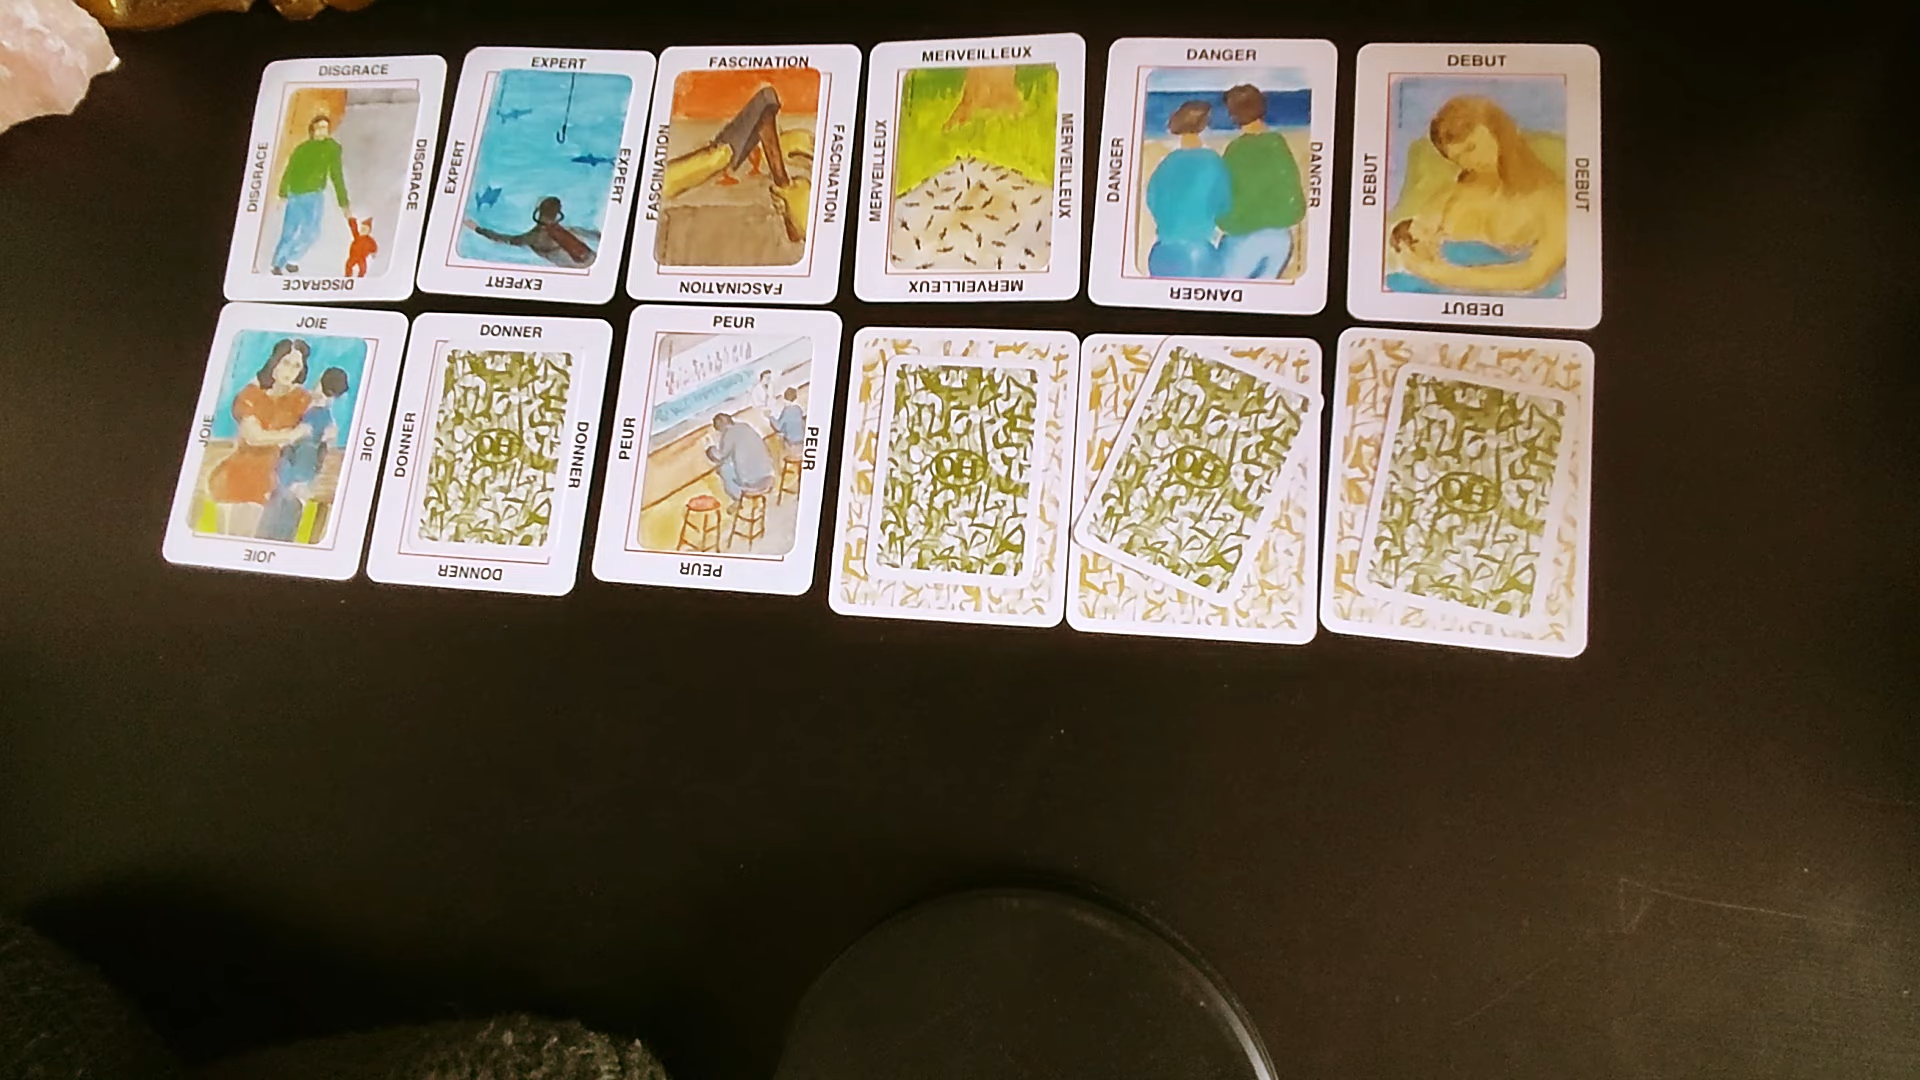 DISGRACE
DISGRACE
DISGRACE
DISGRACE
EXPERT
EXPERT
EXPERT
EXPERT
FASCINATION
FASCINATION
FASCINATION
FASCINATION
MERVEILLEUX
MERVEILLEUX
MERVEILLEUX
MERVEILLEUX
DANGER
DANGER
DANGER
DANGER
DEBUT
DEBUT
DEBUT
DEBUT
JOIE
JOIE
JOIE
JOIE
DONNER
DONNER
DONNER
DONNER
OH
PEUR
PEUR
PEUR
PEUR
OH
OH
OH